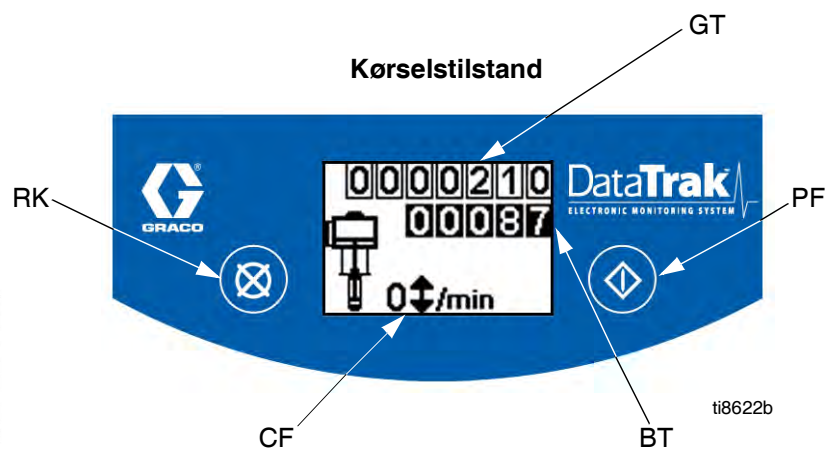 GT
Kørselstilstand
0000210
DataTrak
00087
ELECTRONIC MONITORING SYSTEM
GRACO
®
RK
PF
0/min
ti8622b
CF
BT